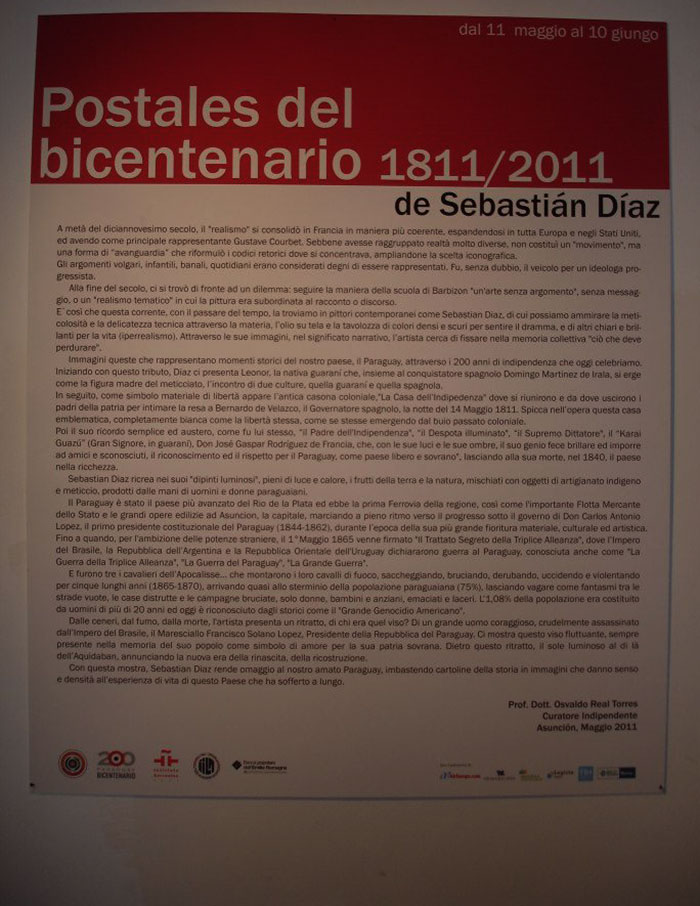 dal 11 maggio al 10 giungo
Postales del
bicentenario 1811/2011
de Sebastián Díaz
A metá del diciannovesimo secolo, il "realismo" si consolidò in Francia in maniera più coerente, espandendosi in tutta Europa e negli Stati Uniti,
ed avendo come principale rappresentante Gustave Courbet. Sebbene avesse raggruppato realtà molto diverse, non costituì un "movimento", ma
una forma di "avanguardia" che riformulò i codici retorici dove si concentrava, ampliandone la scelta iconografica.
Gli argomenti volgari, infantili, banali, quotidiani erano considerati degni di essere rappresentati. Fu, senza dubbio, il veicolo per un ideologa pro-
gressista.
Alla fine del secolo, ci si trovò di fronte ad un dilemma: seguire la maniera della scuola di Barbizon "un'arte senza argomento", senza messag-
gio, o un "realismo tematico" in cui la pittura era subordinata al racconto o discorso.
E` così che questa corrente, con il passare del tempo, la troviamo in pittori contemporanei come Sebastian Diaz, di cui possiamo ammirare la meti-
colosità e la delicatezza tecnica attraverso la materia, l'olio su tela e la tavolozza di colori densi e scuri per sentire il dramma, e di altri chiari e bril-
lanti per la vita (iperrealismo). Attraverso le sue immagini, nel significato narrativo, l'artista cerca di fissare nella memoria collettiva "ciò che deve
perdurare".
Immagini queste che rappresentano momenti storici del nostro paese, il Paraguay, attraverso i 200 anni di indipendenza che oggi celebriamo.
Iniziando con questo tributo, Diaz ci presenta Leonor, la nativa guaraní che, insieme al conquistatore spagnolo Domingo Martinez de Irala, si erge
come la figura madre del meticciato, l'incontro di due culture, quella guaraní e quella spagnola.
In seguito, come simbolo materiale di libertà appare l'antica casona coloniale,"La Casa dell'Indipedenza" dove si riunirono e da dove uscirono i
padri della patria per intimare la resa a Bernardo de Velazco, il Governatore spagnolo, la notte del 14 Maggio 1811. Spicca nell'opera questa casa
emblematica, completamente bianca come la libertà stessa, come se stesse emergendo dal buio passato coloniale.
Poi il suo ricordo semplice ed austero, come fu lui stesso, "il Padre dell'Indipendenza", il "Despota illuminato", "il Supremo Dittatore", il "Karai
Guazú" (Gran Signore, in guarani), Don José Gaspar Rodríguez de Francia, che, con le sue luci e le sue ombre, il suo genio fece brillare ed imporre
ad amici e sconosciuti, il riconoscimento ed il rispetto per il Paraguay, come paese libero e sovrano", lasciando alla sua morte, nel 1840, il paese
nella ricchezza.
Sebastian Diaz ricrea nei suoi "dipinti luminosi", pieni di luce e calore, i frutti della terra e la natura, mischiati con oggetti di artigianato indigeno
e meticcio, prodotti dalle mani di uomini e donne paraguaiani.
Il Paraguay è stato il paese più avanzato del Rio de la Plata ed ebbe la prima Ferrovia della regione, così come l'importante Flotta Mercante
dello Stato e le grandi opere edilizie ad Asuncion, la capitale, marciando a pieno ritmo verso il progresso sotto il governo di Don Carlos Antonio
Lopez, il primo presidente costituzionale del Paraguay (1844-1862), durante l'epoca della sua più grande fioritura materiale, culturale ed artistica.
Fino a quando, per l'ambizione delle potenze straniere, il 1°Maggio 1865 venne firmato "Il Trattato Segreto della Triplice Alleanza", dove l'Impero
del Brasile, la Repubblica dell'Argentina e la Repubblica Orientale dell'Uruguay dichiararono guerra al Paraguay, conosciuta anche come "La
Guerra della Triplice Alleanza", "La Guerra del Paraguay", "La Grande Guerra".
E furono tre i cavalieri dell'Apocalisse... che montarono i loro cavalli di fuoco, saccheggiando, bruciando, derubando, uccidendo e violentando
per cinque lunghi anni (1865-1870), arrivando quasi allo sterminio della popolazione paraguaiana (75%), lasciando vagare come fantasmi tra le
strade vuote, le case distrutte e le campagne bruciate, solo donne, bambini e anziani, emaciati e laceri. L'1,08% della popolazione era costituito
da uomini di più di 20 anni ed oggi è riconosciuto dagli storici come il "Grande Genocidio Americano".
Dalle ceneri, dal fumo, dalla morte, l'artista presenta un ritratto, di chi era quel viso? Di un grande uomo coraggioso, crudelmente assassinato
dall'Impero del Brasile, il Maresciallo Francisco Solano Lopez, Presidente della Repubblica del Paraguay. Ci mostra questo viso fluttuante, sempre
presente nella memoria del suo popolo come simbolo di amore per la sua patria sovrana. Dietro questo ritratto, il sole luminoso al di là
dell'Aquidaban, annunciando la nuova era della rinascita, della ricostruzione.
Con questa mostra, Sebastian Diaz rende omaggio al nostro amato Paraguay, imbastendo cartoline della storia in immagini che danno senso
e densità all'esperienza di vita di questo Paese che ha sofferto a lungo.
Prof. Dott. Osvaldo Real Torres
Curatore Indipendente
Asunción, Maggio 2011
200
BICENTENARIO